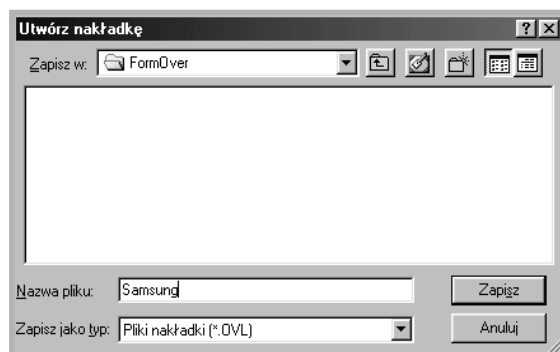 Utwórz nakładkę
Zapisz w: FormOver
Nazwa pliku: Samsung Zapisz
Zapisz jako typ: Pliki nakładki (*.OVL) Anuluj